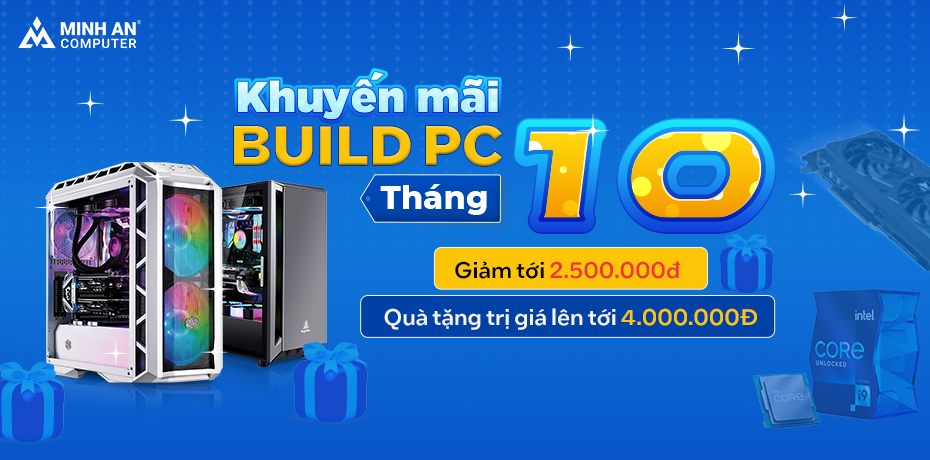 MINH AN
COMPUTER
Khuyến mãi
BUILD PC
Tháng
10
Giảm tới 2.500.000đ
Quà tặng trị giá lên tới 4.000.000Đ
intel
CORE
UNLOCKED
i9
CORE